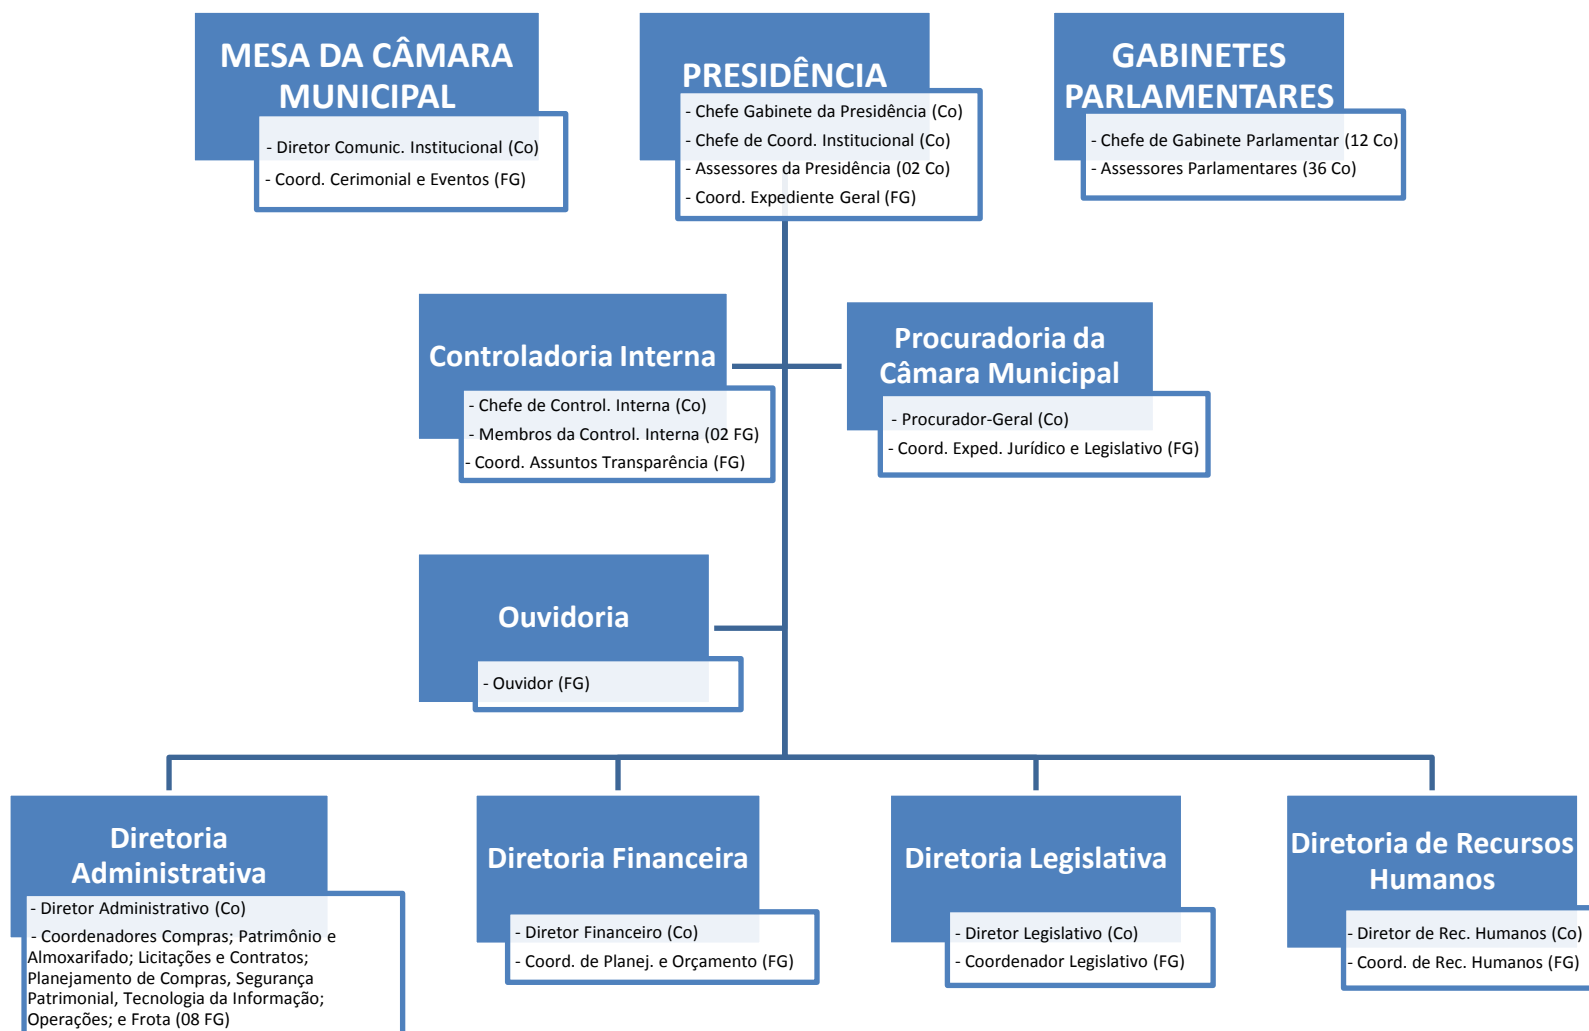 MESA DA CÂMARA
MUNICIPAL
- Diretor Comunic. Institucional (Co)
- Coord. Cerimonial e Eventos (FG)
PRESIDÊNCIA
- Chefe Gabinete da Presidência (Co)
- Chefe de Coord. Institucional (Co)
- Assessores da Presidência (02 Co)
- Coord. Expediente Geral (FG)
GABINETES
PARLAMENTARES
- Chefe de Gabinete Parlamentar (12 Co)
- Assessores Parlamentares (36 Co)
Controladoria Interna
- Chefe de Control. Interna (Co)
- Membros da Control. Interna (02 FG)
- Coord. Assuntos Transparência (FG)
Procuradoria da
Câmara Municipal
- Procurador-Geral (Co)
- Coord. Exped. Jurídico e Legislativo (FG)
Ouvidoria
- Ouvidor (FG)
Diretoria
Administrativa
- Diretor Administrativo (Co)
- Coordenadores Compras; Patrimônio e
Almoxarifado; Licitações e Contratos;
Planejamento de Compras, Segurança
Patrimonial, Tecnologia da Informação;
Operações; e Frota (08 FG)
Diretoria Financeira
- Diretor Financeiro (Co)
- Coord. de Planej. e Orçamento (FG)
Diretoria Legislativa
- Diretor Legislativo (Co)
- Coordenador Legislativo (FG)
Diretoria de Recursos
Humanos
- Diretor de Rec. Humanos (Co)
- Coord. de Rec. Humanos (FG)